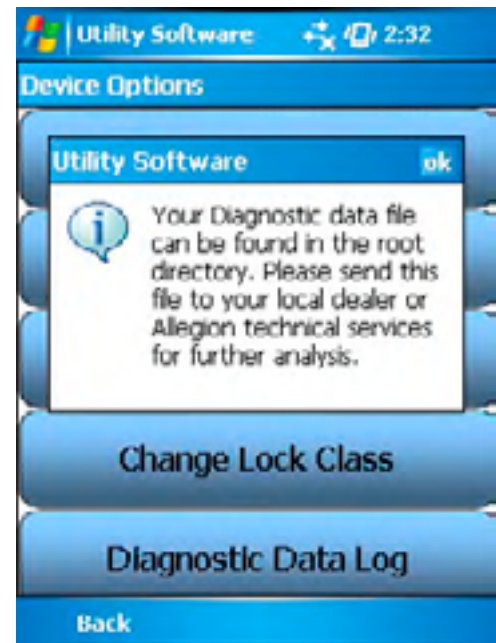 Utility Software 2:32
Device Options
Utility Software ok
Your Diagnostic data file
can be found in the root
directory. Please send this
file to your local dealer or
Allegion technical services
for further analysis.
Change Lock Class
Diagnostic Data Log
Back